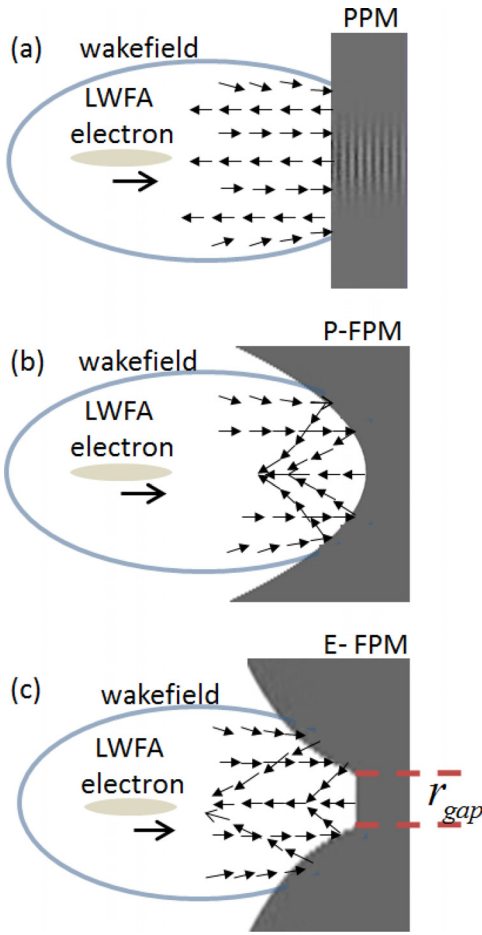 (a)
PPM
wakefield
LWFA
electron
(b)
P-FPM
wakefield
LWFA
electron
(c)
E- FPM
wakefield
LWFA
electron
r_gap